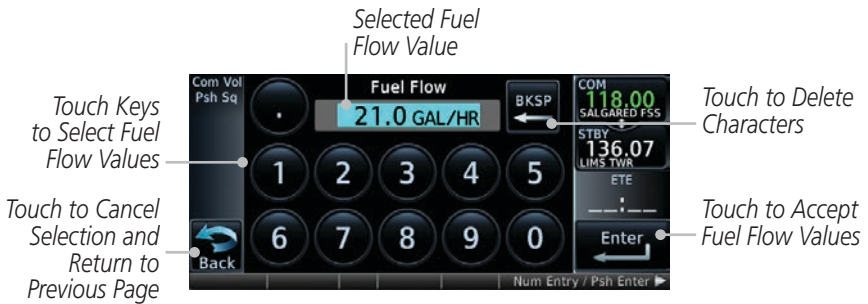 Selected Fuel
Flow Value
Touch Keys
to Select Fuel
Flow Values
Touch to Cancel
Selection and
Return to
Previous Page
Com Vol
Psh Sq
Fuel Flow
.
21.0 GAL/HR
BKSP
1 2 3 4 5
6 7 8 9 0
Back
COM
118.00
SALGARED FSS
STBY
136.07
LIMS TWR
ETE
__:__
Enter
Num Entry / Psh Enter
Touch to Delete
Characters
Touch to Accept
Fuel Flow Values